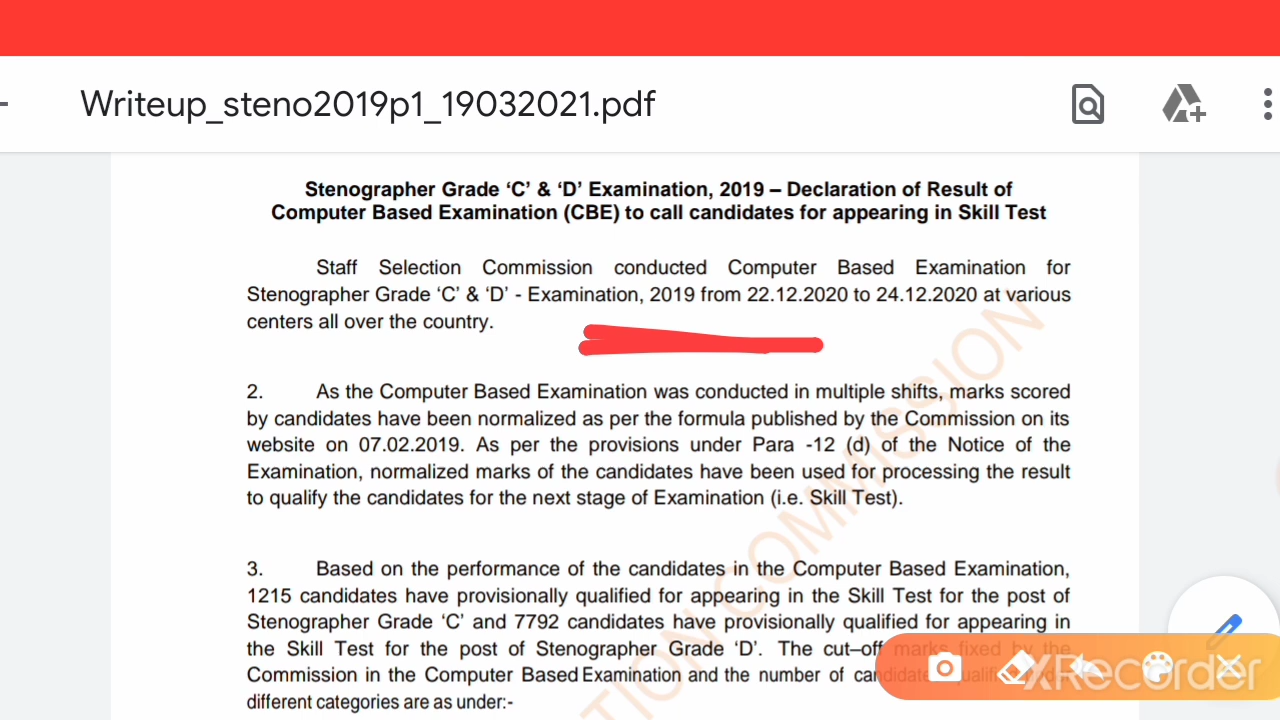 Writeup_steno2019p1_19032021.pdf
Stenographer Grade ‘C’ & ‘D’ Examination, 2019 – Declaration of Result of
Computer Based Examination (CBE) to call candidates for appearing in Skill Test
Staff Selection Commission conducted Computer Based Examination for
Stenographer Grade ‘C’ & ‘D’ - Examination, 2019 from 22.12.2020 to 24.12.2020 at various
centers all over the country.
2. As the Computer Based Examination was conducted in multiple shifts, marks scored
by candidates have been normalized as per the formula published by the Commission on its
website on 07.02.2019. As per the provisions under Para -12 (d) of the Notice of the
Examination, normalized marks of the candidates have been used for processing the result
to qualify the candidates for the next stage of Examination (i.e. Skill Test).
3. Based on the performance of the candidates in the Computer Based Examination,
1215 candidates have provisionally qualified for appearing in the Skill Test for the post of
Stenographer Grade ‘C’ and 7792 candidates have provisionally qualified for appearing in
the Skill Test for the post of Stenographer Grade ‘D’. The cut–off marks fixed by the
Commission in the Computer Based Examination and the number of candidates
different categories are as under:-
TION COMMISSION
XRecorder